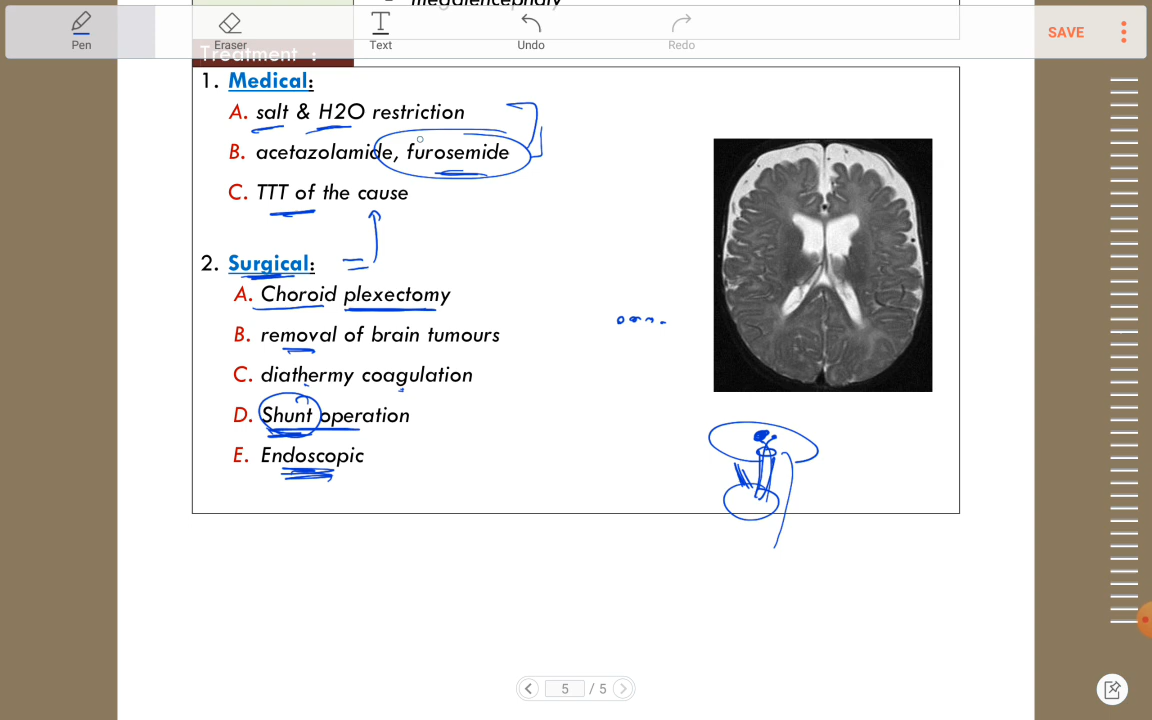 megalencephaly
Pen
Eraser
Text
Undo
Redo
SAVE
Treatment :
1. Medical:
A. salt & H2O restriction
B. acetazolamide, furosemide
C. TTT of the cause
2. Surgical:
A. Choroid plexectomy
B. removal of brain tumours
C. diathermy coagulation
D. Shunt operation
E. Endoscopic
5 / 5